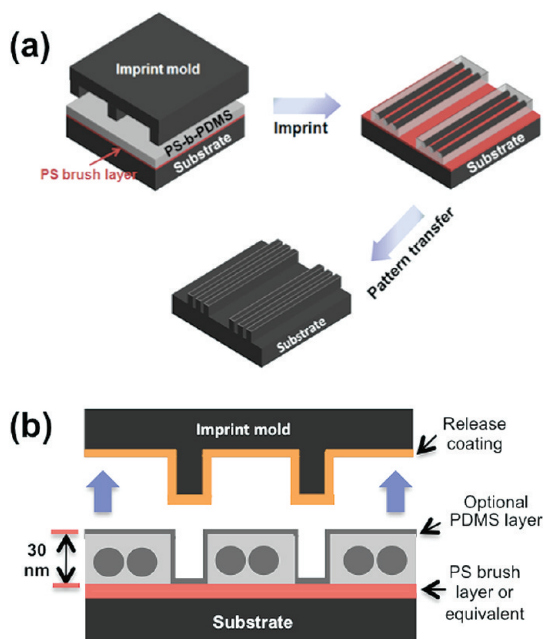 (a)
Imprint mold
PS-b-PDMS
Substrate
PS brush layer
Imprint
Pattern transfer
Substrate
(b)
Imprint mold
Release
coating
Optional
PDMS layer
30
nm
PS brush
layer or
equivalent
Substrate